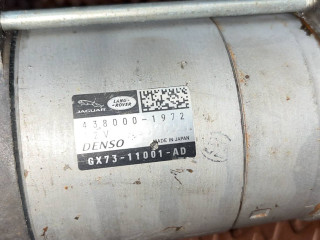 JAGUAR
LAND-
ROVER
438000-1972
V
DENSO
MADE IN JAPAN
GX73-11001-AD